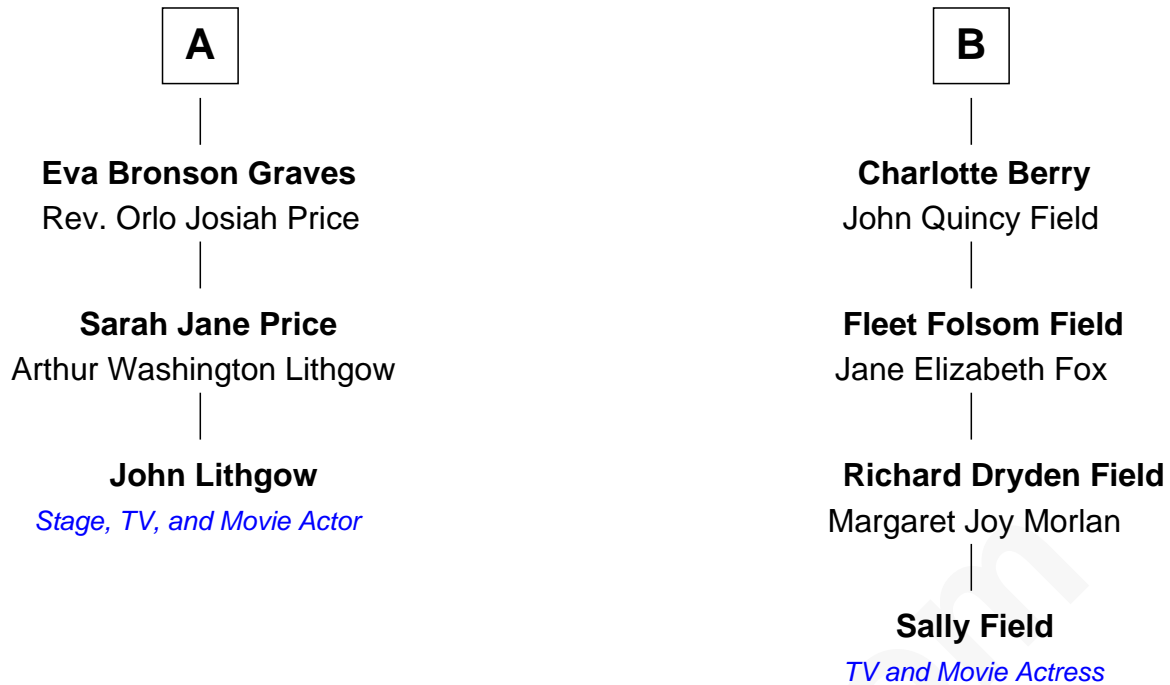 A
Eva Bronson Graves
Rev. Orlo Josiah Price
Sarah Jane Price
Arthur Washington Lithgow
John Lithgow
Stage, TV, and Movie Actor
B
Charlotte Berry
John Quincy Field
Fleet Folsom Field
Jane Elizabeth Fox
Richard Dryden Field
Margaret Joy Morlan
Sally Field
TV and Movie Actress
om